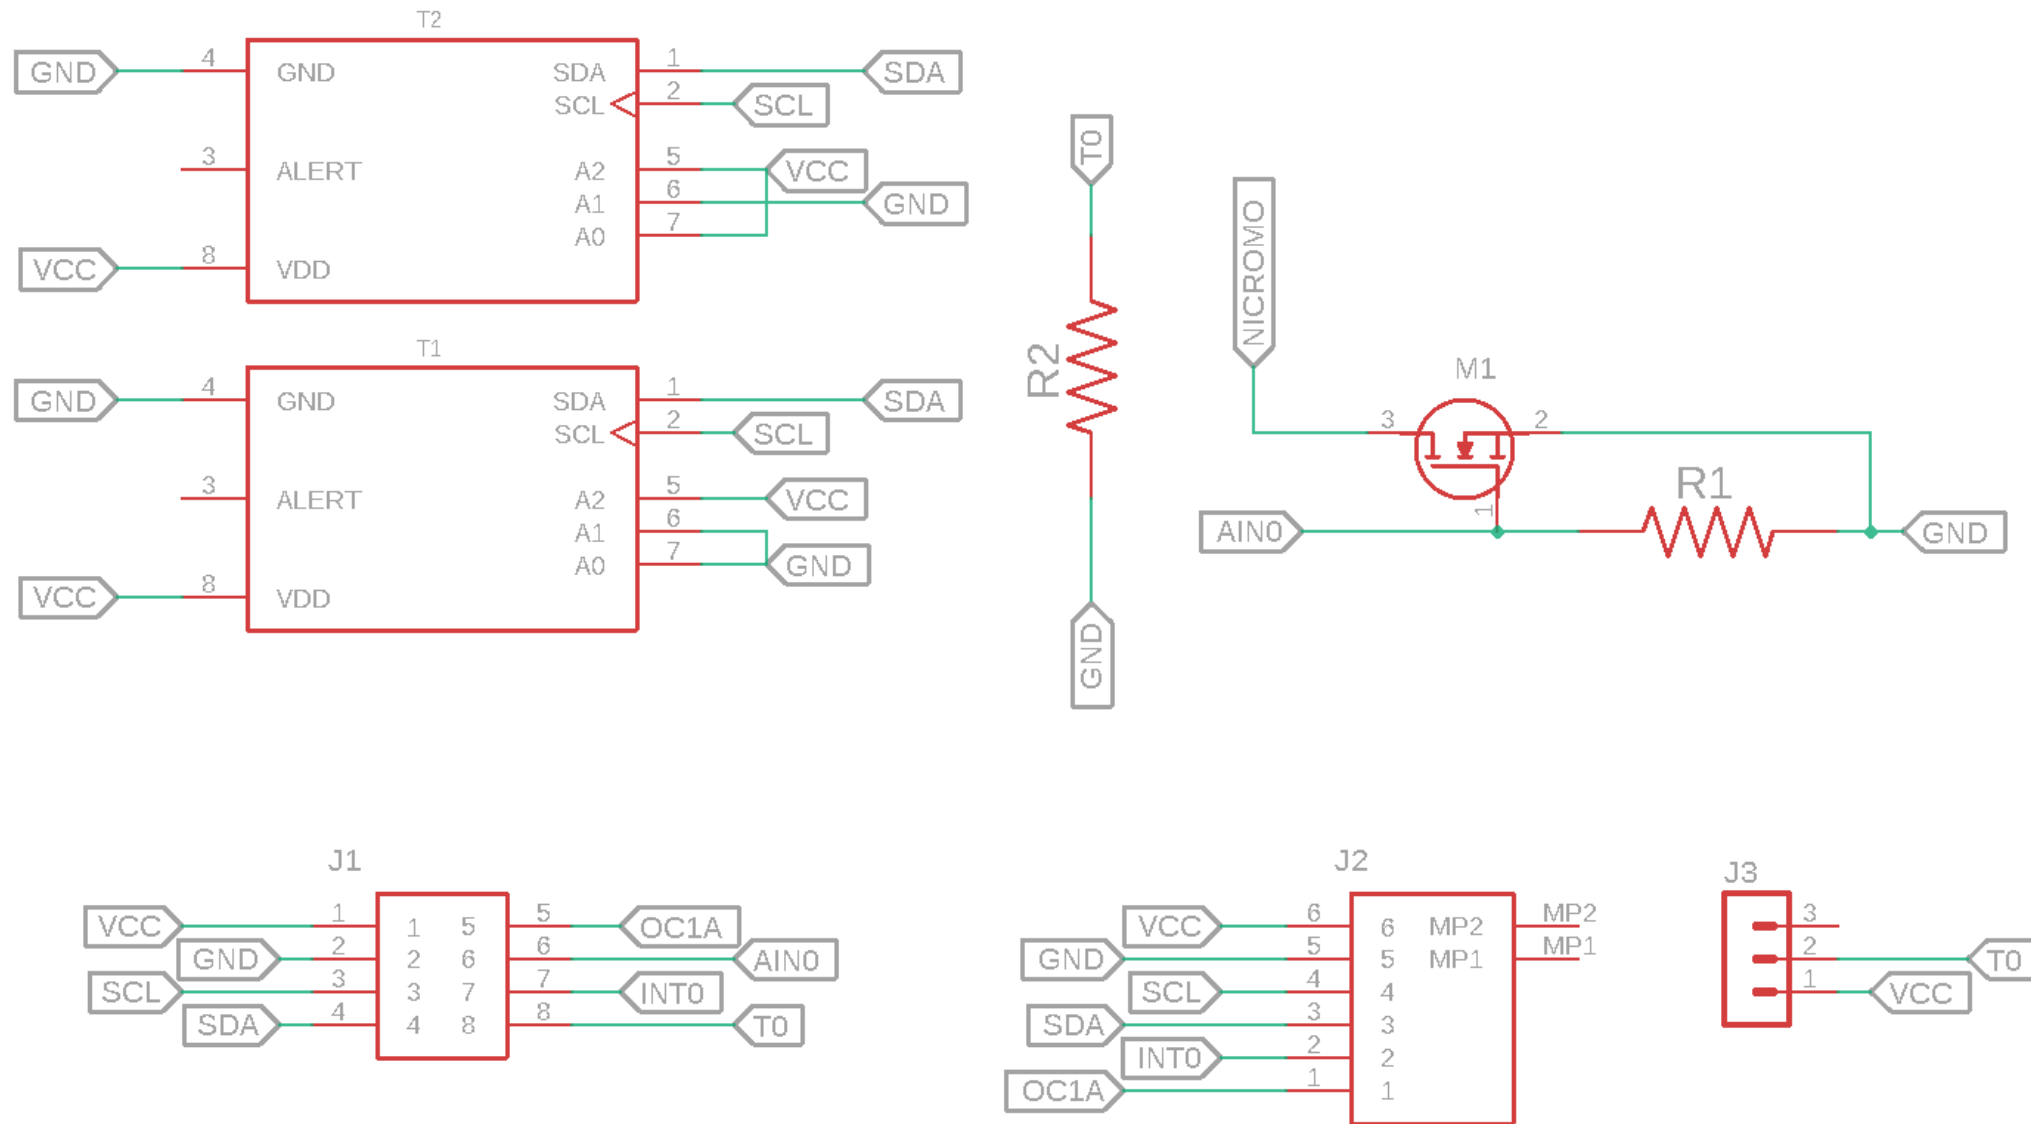 T2
GND 4 GND SDA 1 SDA
SCL 2 SCL
3 ALERT A2 5 VCC
A1 6 GND
A0 7
VCC 8 VDD
T1
GND 4 GND SDA 1 SDA
SCL 2 SCL
3 ALERT A2 5 VCC
A1 6
A0 7 GND
VCC 8 VDD
T0
R2
GND
NICROMO
M1
3 2
1
R1
AIN0 GND
J1
VCC 1 1 5 5 OC1A
GND 2 2 6 6 AIN0
SCL 3 3 7 7 INT0
SDA 4 4 8 8 T0
J2
VCC 6 6 MP2 MP2
GND 5 5 MP1 MP1
SCL 4 4
SDA 3 3
INT0 2 2
OC1A 1 1
J3
3
2 T0
1 VCC